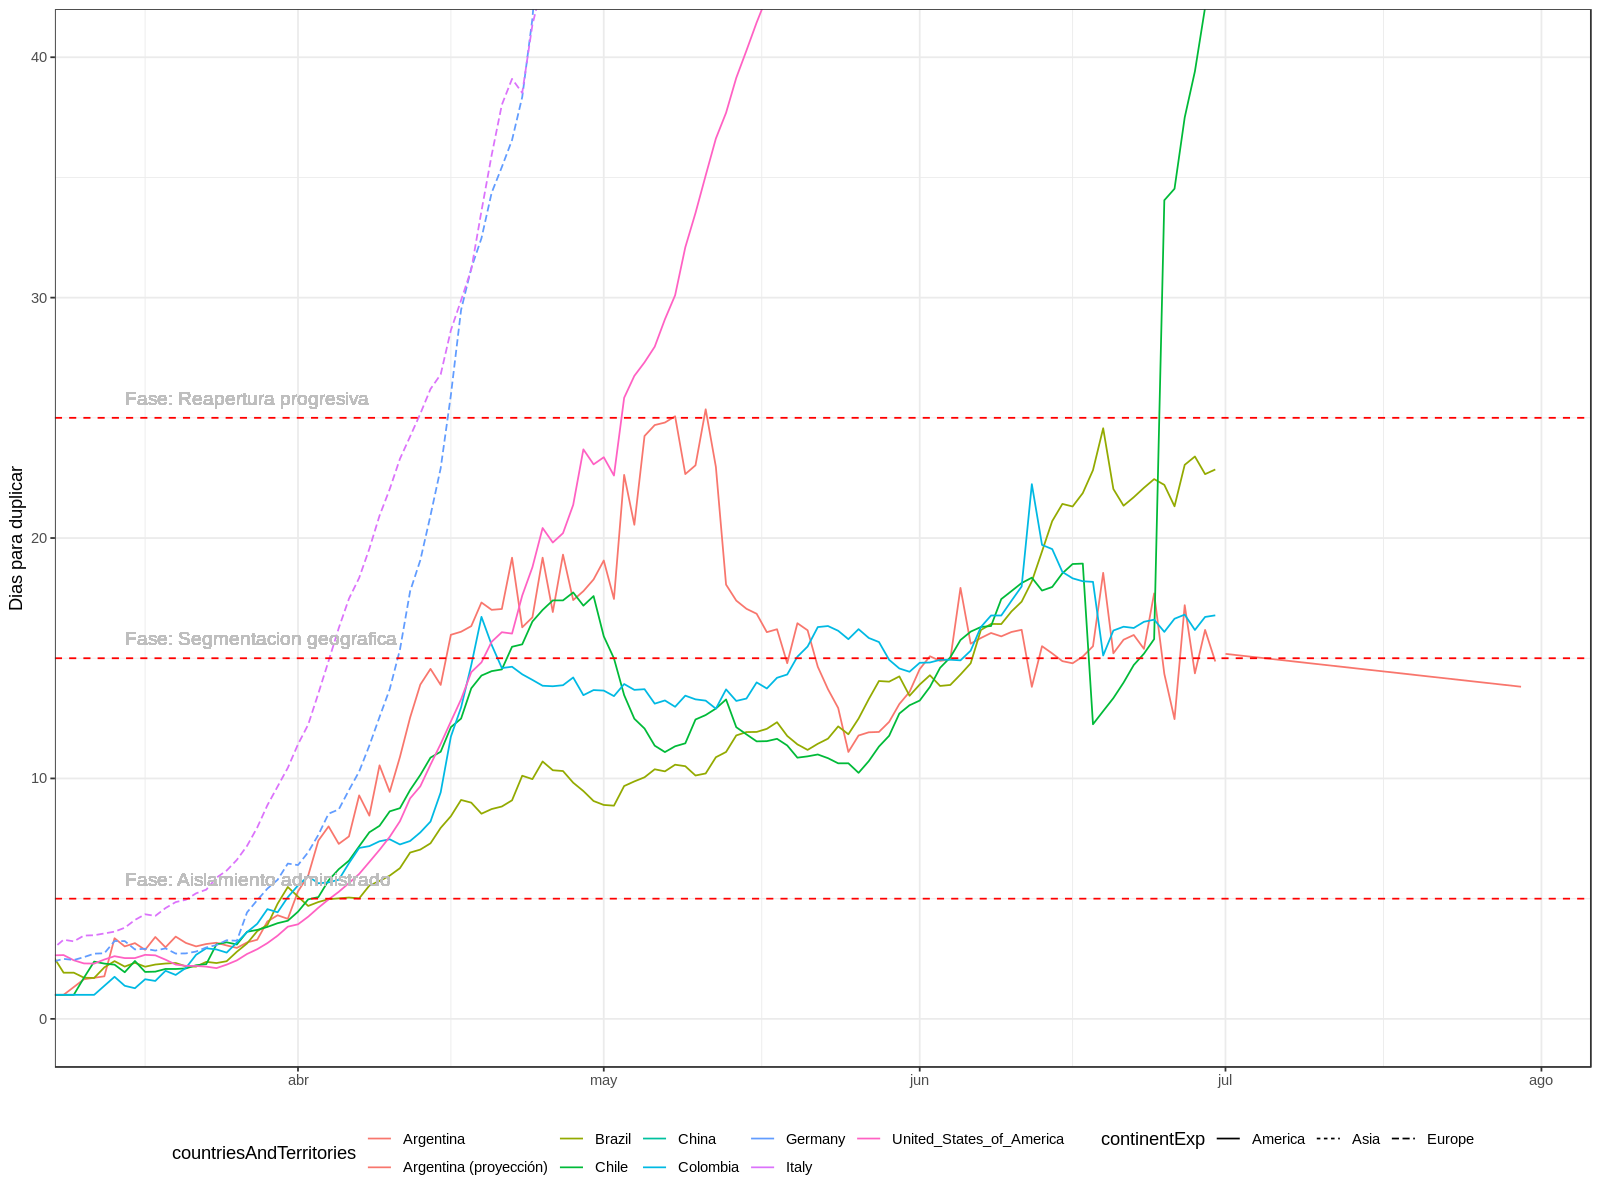 40
30
20
10
0
Dias para duplicar
Fase: Reapertura progresiva
Fase: Segmentacion geografica
Fase: Aislamiento administrado
abr may jun jul ago
countriesAndTerritories
Argentina Brazil China Germany United_States_of_America
Argentina (proyección) Chile Colombia Italy
continentExp America Asia Europe